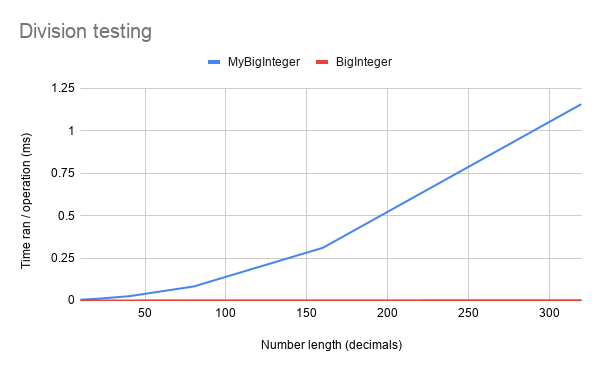 Division testing
MyBigInteger BigInteger
1.25
1
0.75
0.5
0.25
0
Time ran / operation (ms)
50 100 150 200 250 300
Number length (decimals)